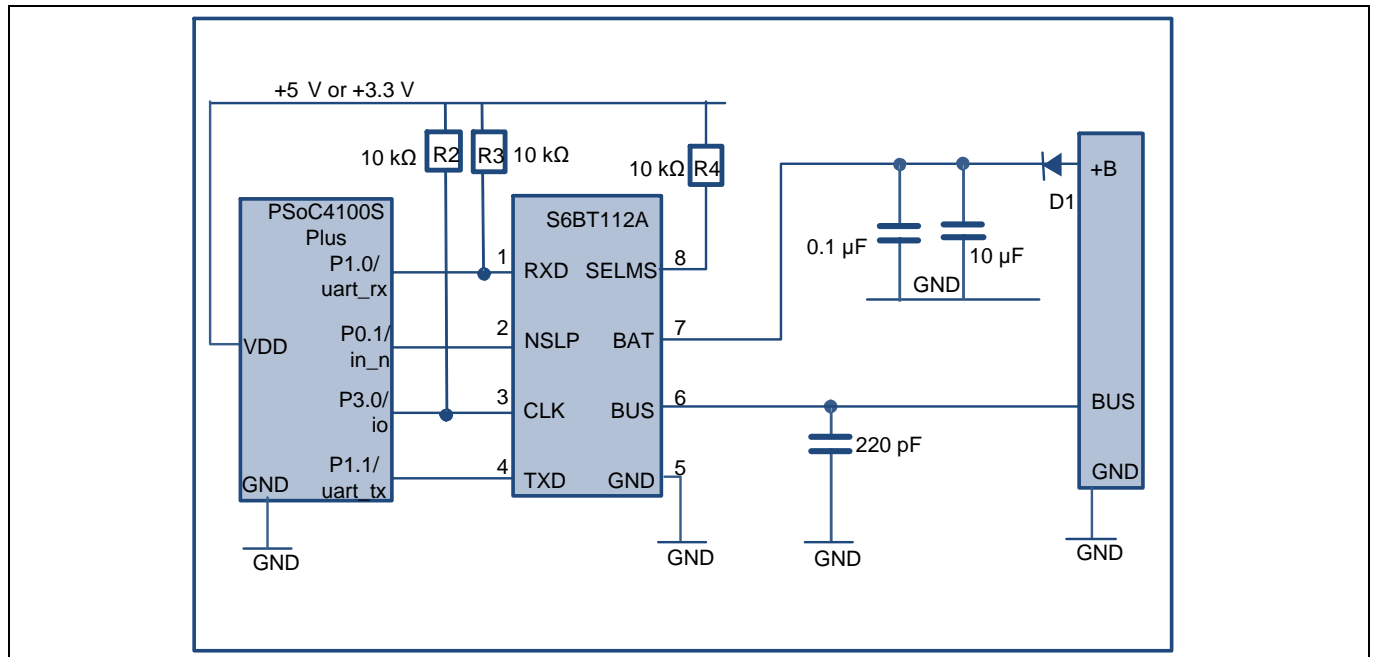 +5 V or +3.3 V
10 kΩ
R2
R3
10 kΩ
10 kΩ
R4
PSoC4100S
Plus
P1.0/
uart_rx
P0.1/
in_n
P3.0/
io
P1.1/
uart_tx
VDD
GND
GND
1
2
3
4
S6BT112A
RXD
SELMS
NSLP
BAT
CLK
BUS
TXD
GND
8
7
6
5
GND
0.1 µF
10 µF
GND
D1
220 pF
GND
+B
BUS
GND
GND